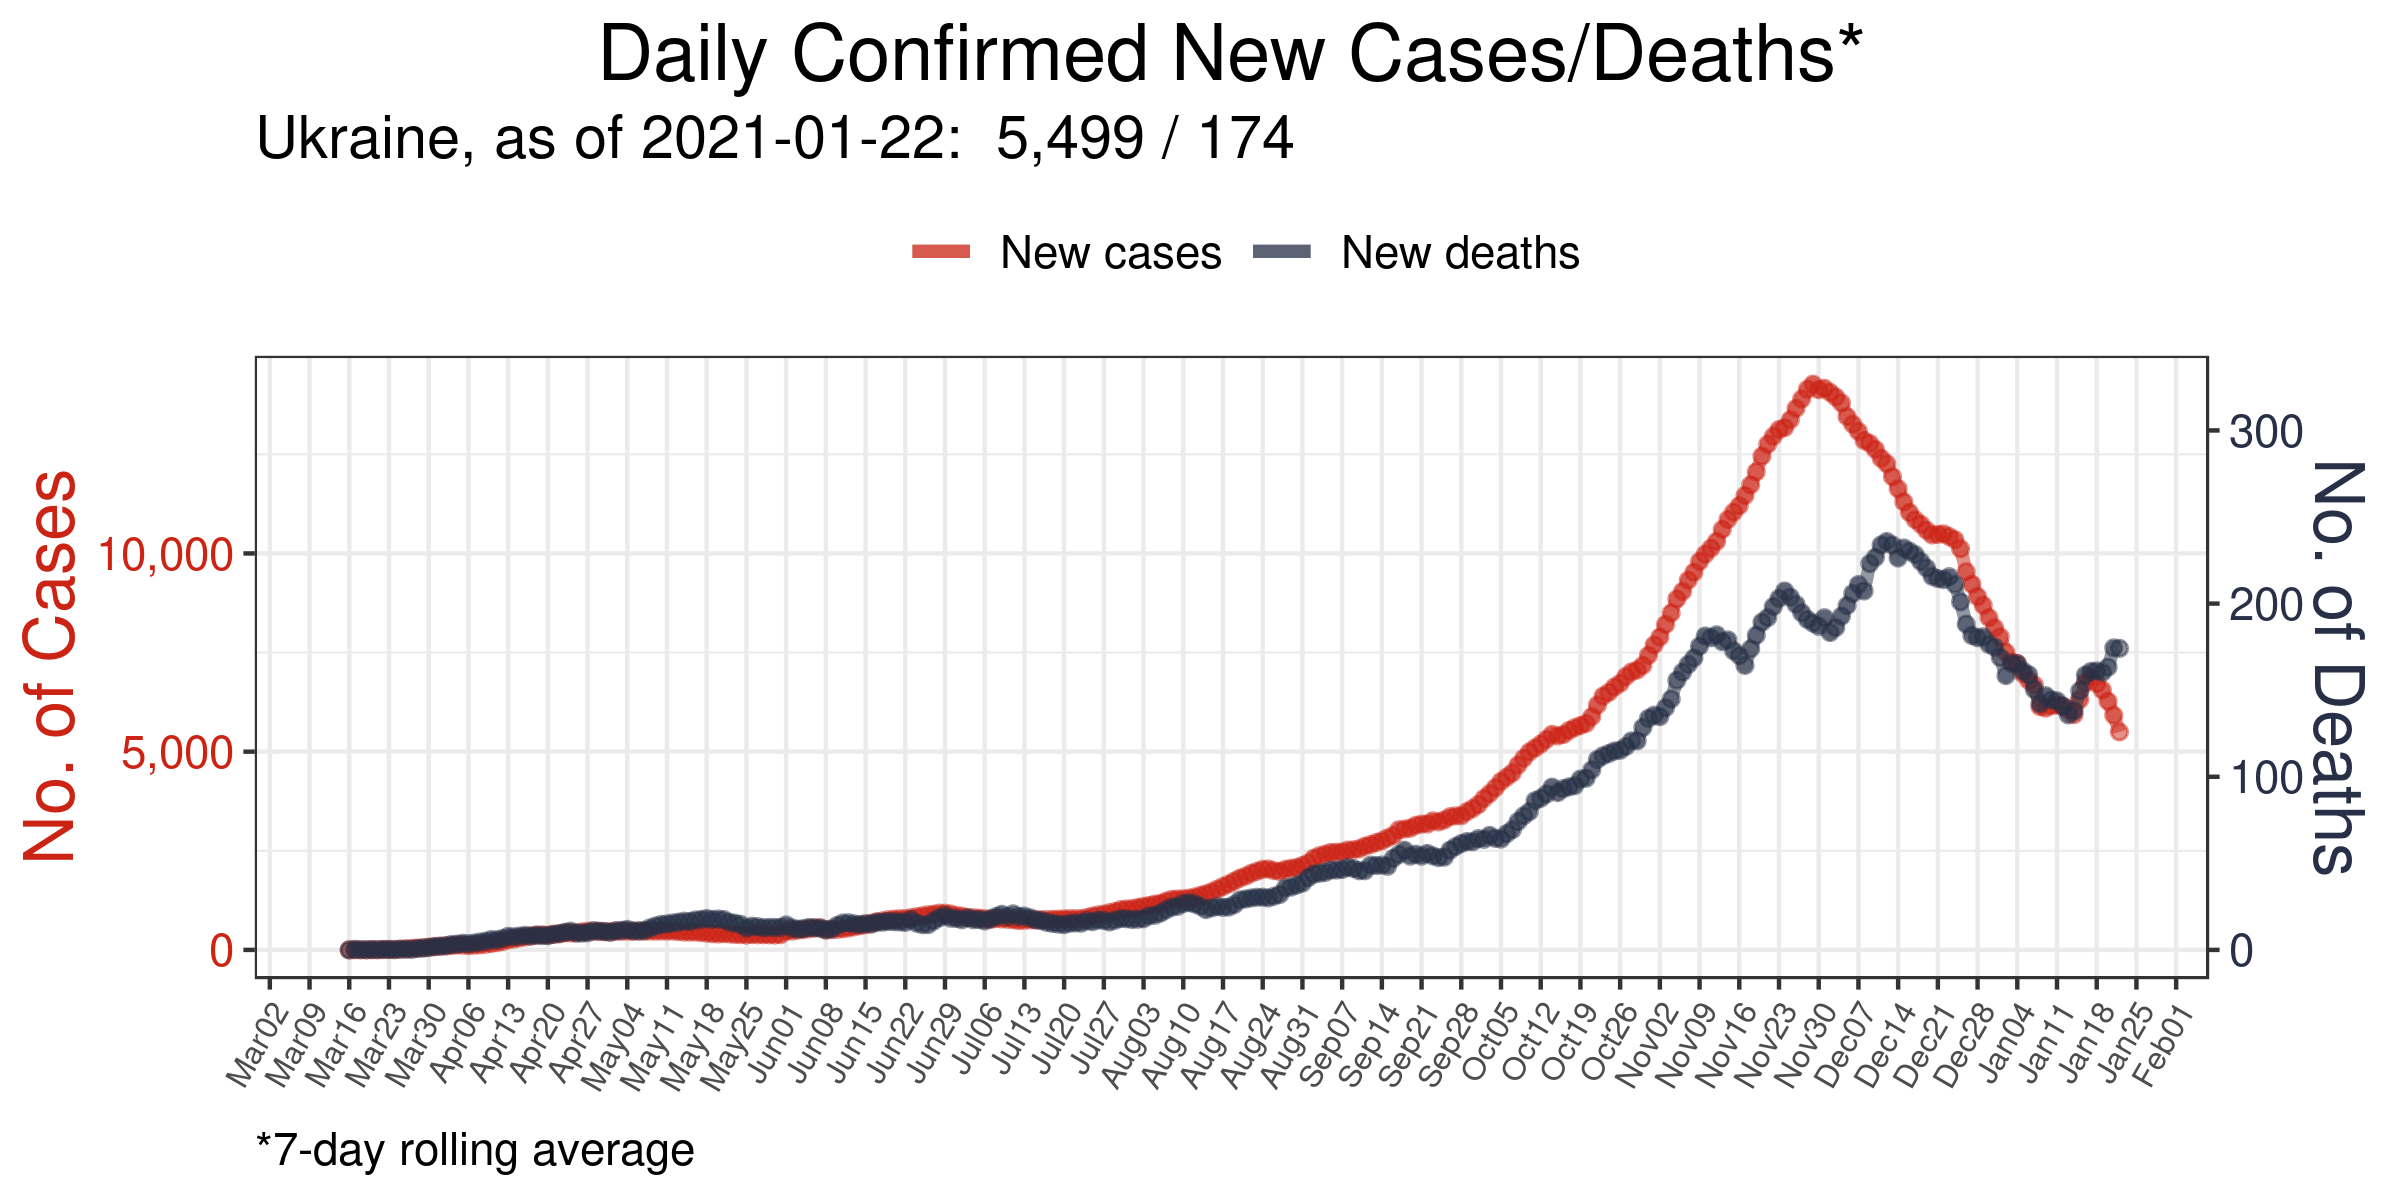 Daily Confirmed New Cases/Deaths*
Ukraine, as of 2021-01-22:  5,499 / 174
New cases
New deaths
No. of Cases
10,000
5,000
0
300
200
100
0
No. of Deaths
Mar02
Mar09
Mar16
Mar23
Mar30
Apr06
Apr13
Apr20
Apr27
May04
May11
May18
May25
Jun01
Jun08
Jun15
Jun22
Jun29
Jul06
Jul13
Jul20
Jul27
Aug03
Aug10
Aug17
Aug24
Aug31
Sep07
Sep14
Sep21
Sep28
Oct05
Oct12
Oct19
Oct26
Nov02
Nov09
Nov16
Nov23
Nov30
Dec07
Dec14
Dec21
Dec28
Jan04
Jan11
Jan18
Jan25
Feb01
*7-day rolling average